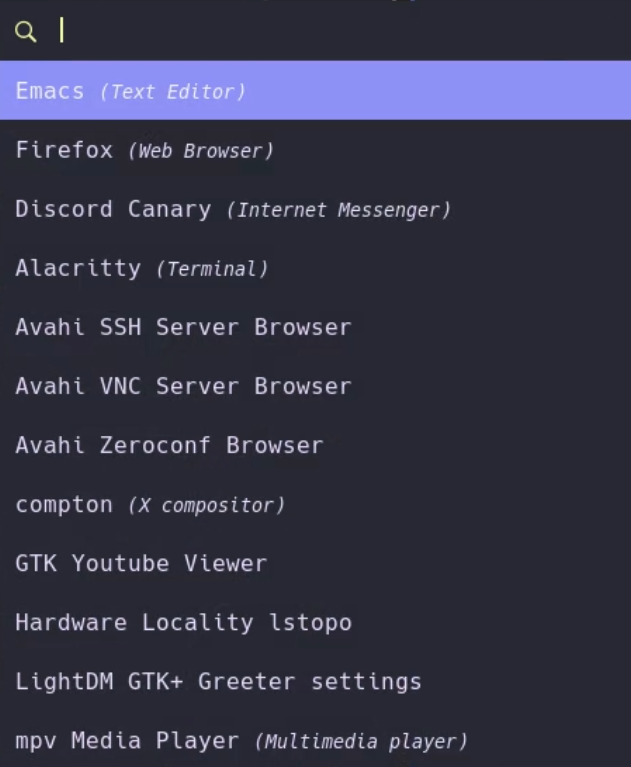 Emacs (Text Editor)
Firefox (Web Browser)
Discord Canary (Internet Messenger)
Alacritty (Terminal)
Avahi SSH Server Browser
Avahi VNC Server Browser
Avahi Zeroconf Browser
compton (X compositor)
GTK Youtube Viewer
Hardware Locality lstopo
LightDM GTK+ Greeter settings
mpv Media Player (Multimedia player)